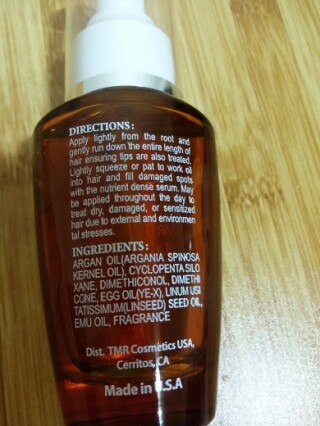 DIRECTIONS:
Apply lightly from the root and
gently run down the entire length of
hair ensuring tips are also treated.
Lightly squeeze or pat to work oil
into hair and fill damaged spots
with the nutrient dense serum. May
be applied throughout the day to
treat dry, damaged, or sensitized
hair due to external and environmen
tal stresses.
INGREDIENTS:
ARGAN OIL(ARGANIA SPINOSA
KERNEL OIL), CYCLOPENTA SILO
XANE, DIMETHICONOL, DIMETHI
CONE, EGG OIL(YE-X), LINUM USI
TATISSIMUM(LINSEED) SEED OIL,
EMU OIL, FRAGRANCE
Dist. TMR Cosmetics USA,
Cerritos, CA
Made in U.S.A